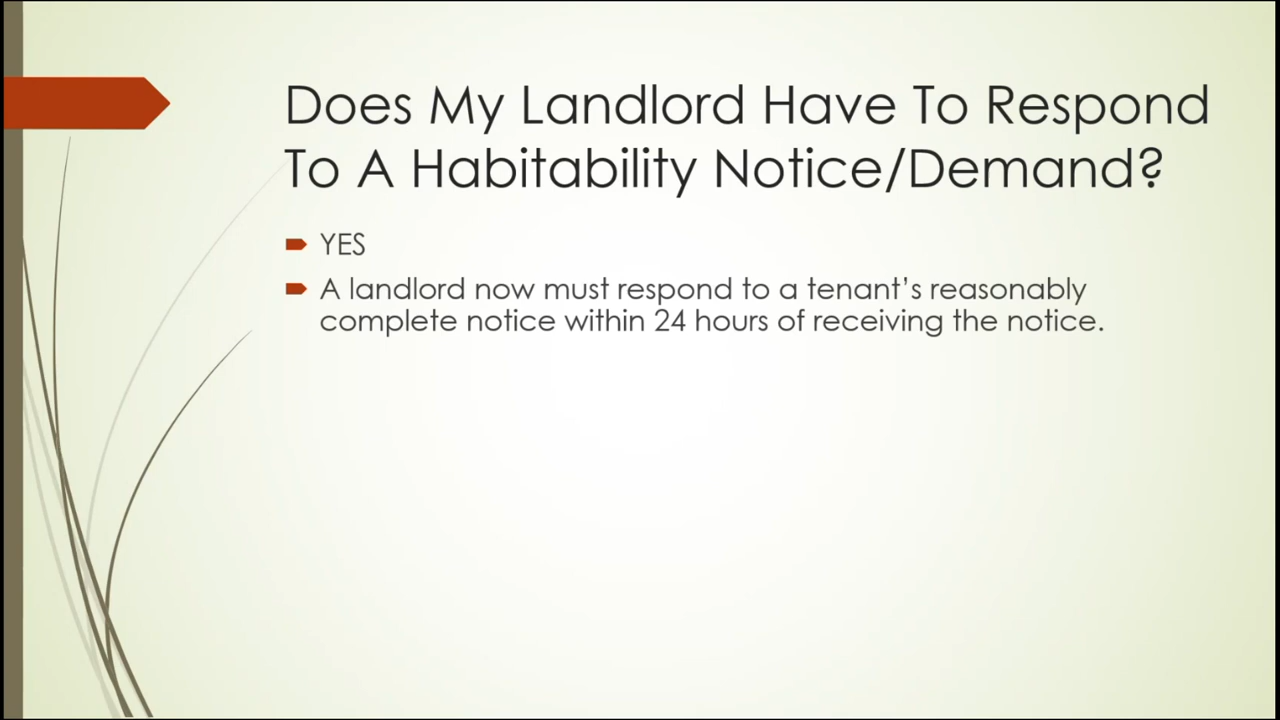 Does My Landlord Have To Respond
To A Habitability Notice/Demand?
YES
A landlord now must respond to a tenant’s reasonably
complete notice within 24 hours of receiving the notice.